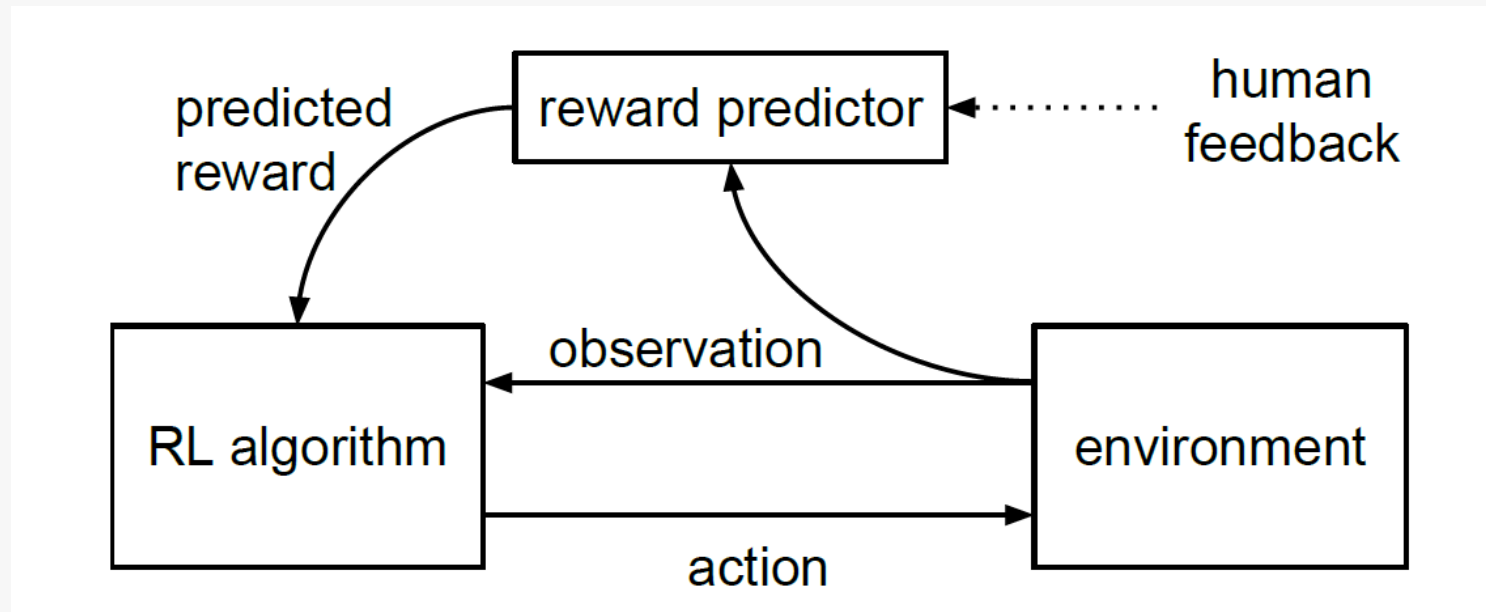 predicted
reward
reward predictor
human
feedback
observation
RL algorithm
environment
action